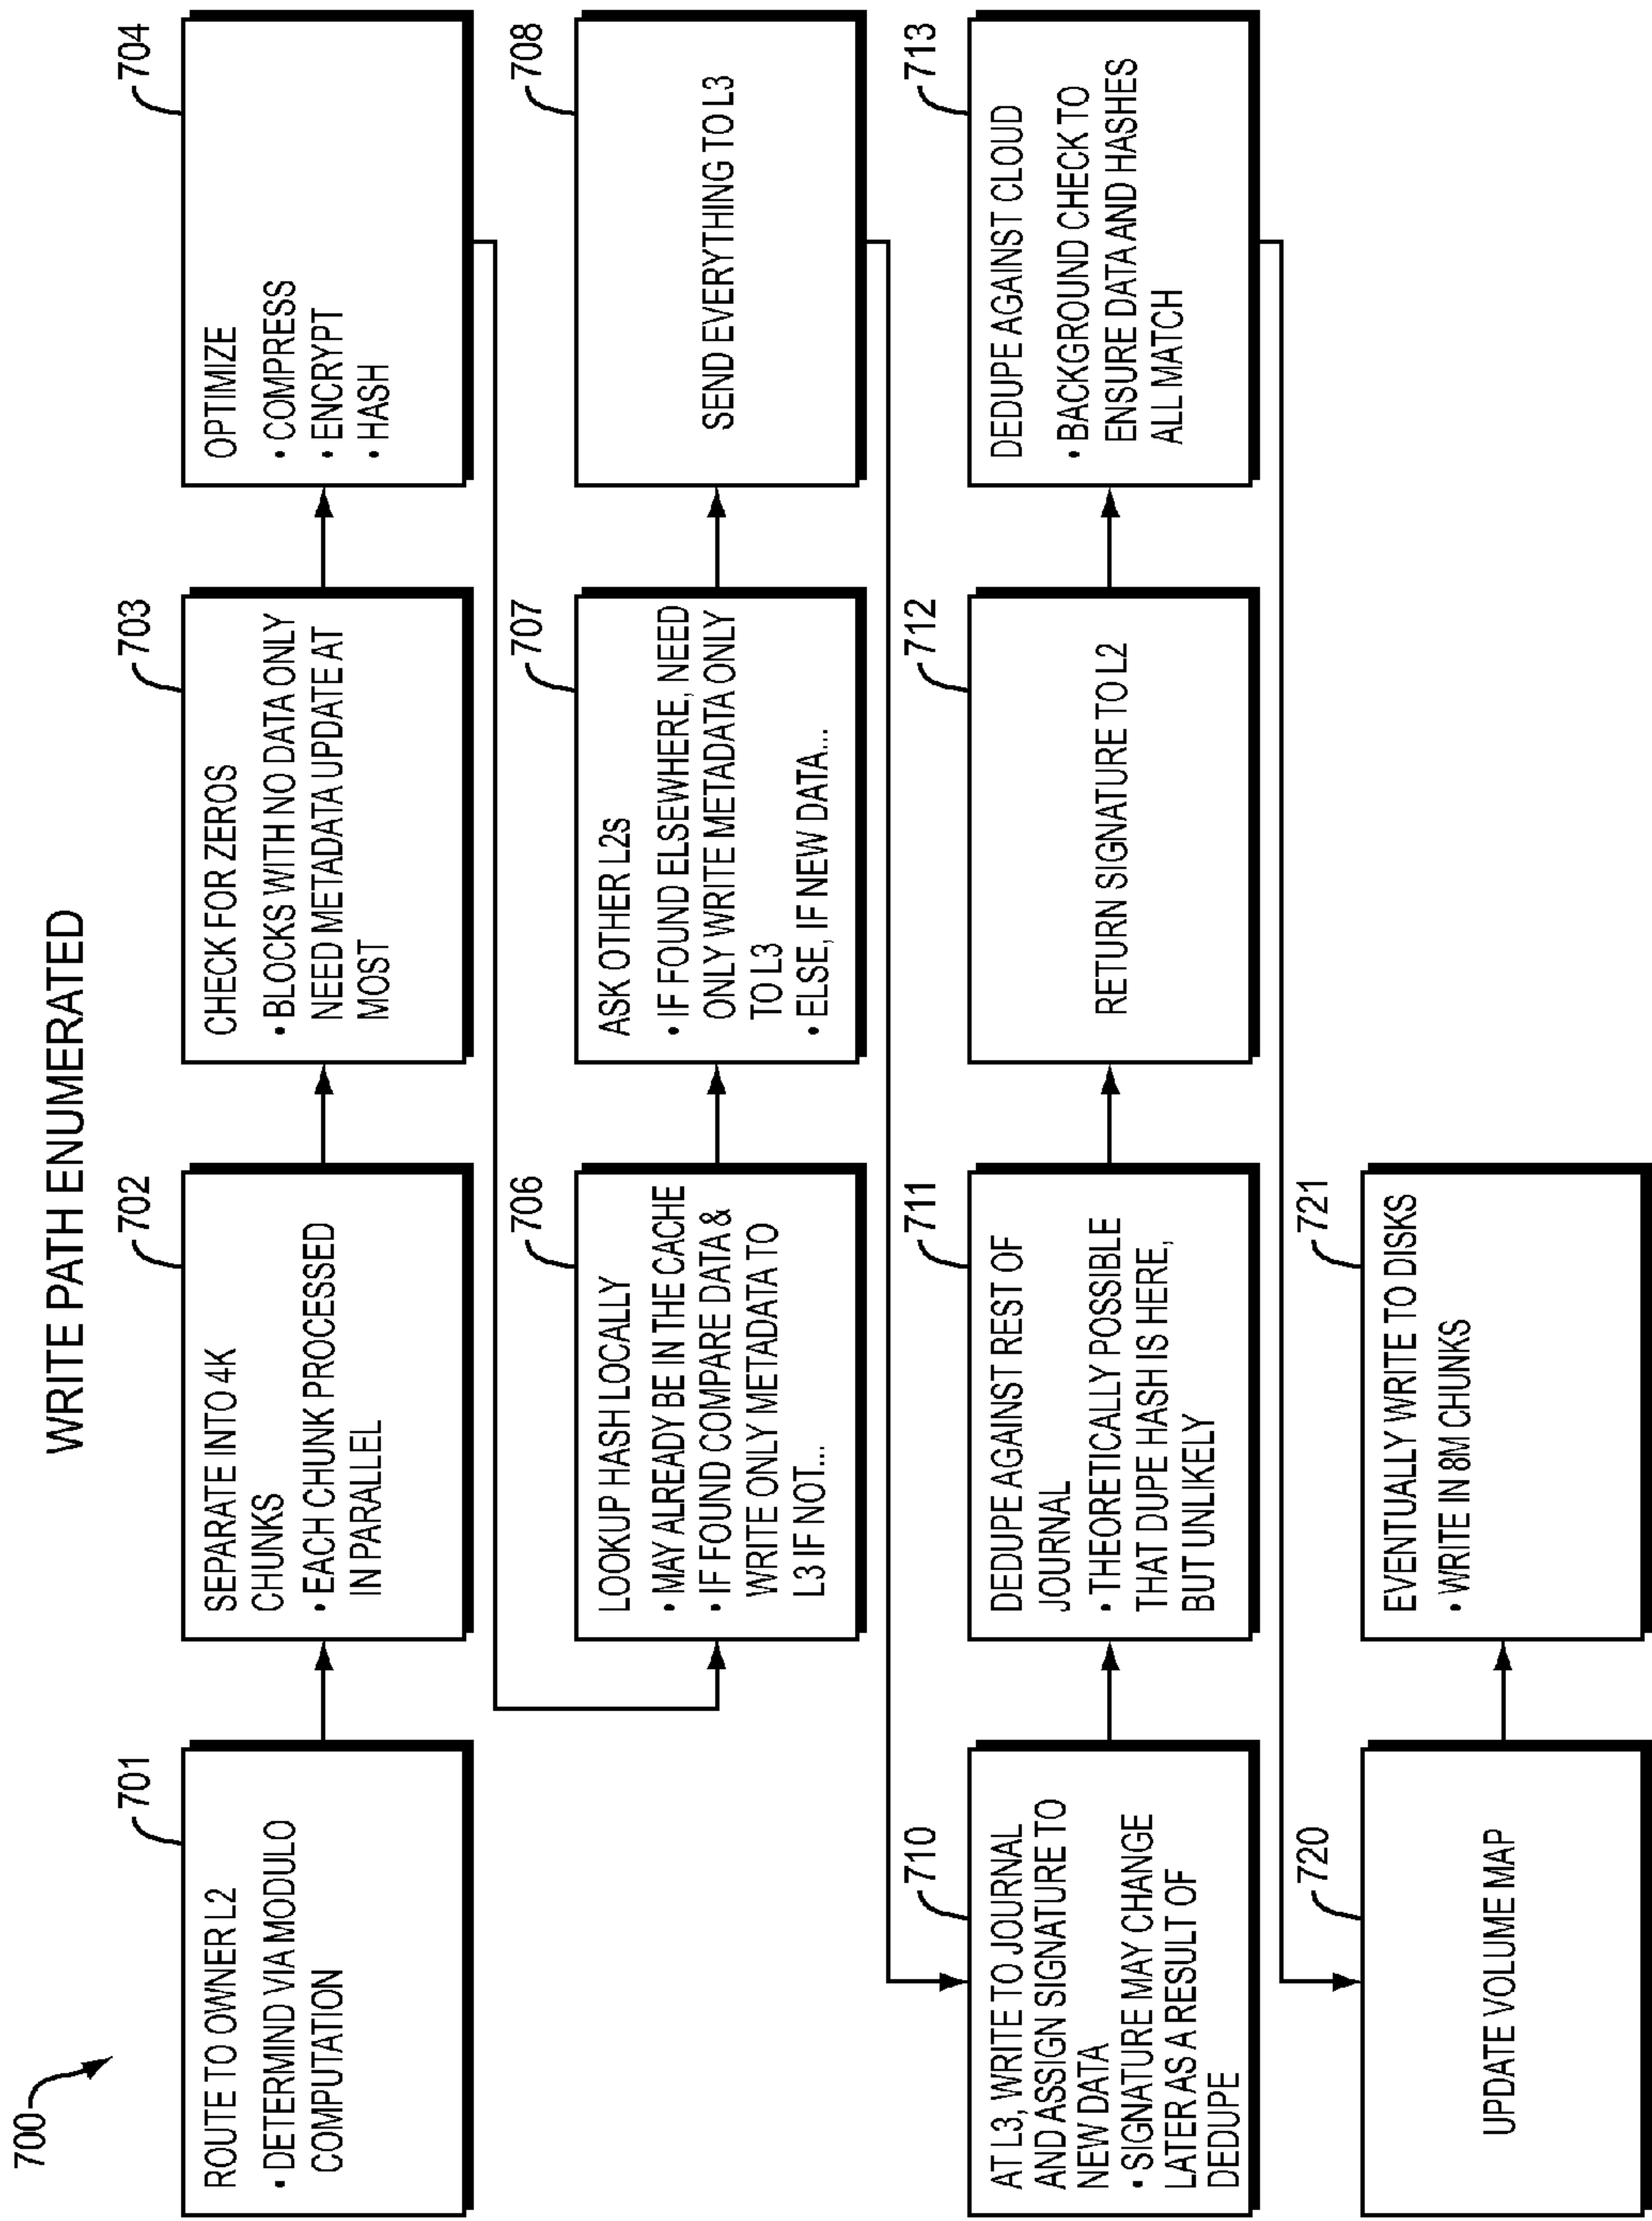 WRITE PATH ENUMERATED
700
701
ROUTE TO OWNER L2
• DETERMIND VIA MODULO
COMPUTATION
702
SEPARATE INTO 4K
CHUNKS
• EACH CHUNK PROCESSED
IN PARALLEL
703
CHECK FOR ZEROS
• BLOCKS WITH NO DATA ONLY
NEED METADATA UPDATE AT
MOST
704
OPTIMIZE
• COMPRESS
• ENCRYPT
• HASH
706
LOOKUP HASH LOCALLY
• MAY ALREADY BE IN THE CACHE
• IF FOUND COMPARE DATA &
WRITE ONLY METADATA TO
L3 IF NOT...
707
ASK OTHER L2s
• IF FOUND ELSEWHERE, NEED
ONLY WRITE METADATA ONLY
TO L3
• ELSE, IF NEW DATA...
708
SEND EVERYTHING TO L3
710
AT L3, WRITE TO JOURNAL
AND ASSIGN SIGNATURE TO
NEW DATA
• SIGNATURE MAY CHANGE
LATER AS A RESULT OF
DEDUPE
711
DEDUPE AGAINST REST OF
JOURNAL
• THEORETICALLY POSSIBLE
THAT DUPE HASH IS HERE,
BUT UNLIKELY
712
RETURN SIGNATURE TO L2
713
DEDUPE AGAINST CLOUD
• BACKGROUND CHECK TO
ENSURE DATA AND HASHES
ALL MATCH
720
UPDATE VOLUME MAP
721
EVENTUALLY WRITE TO DISKS
• WRITE IN 8M CHUNKS